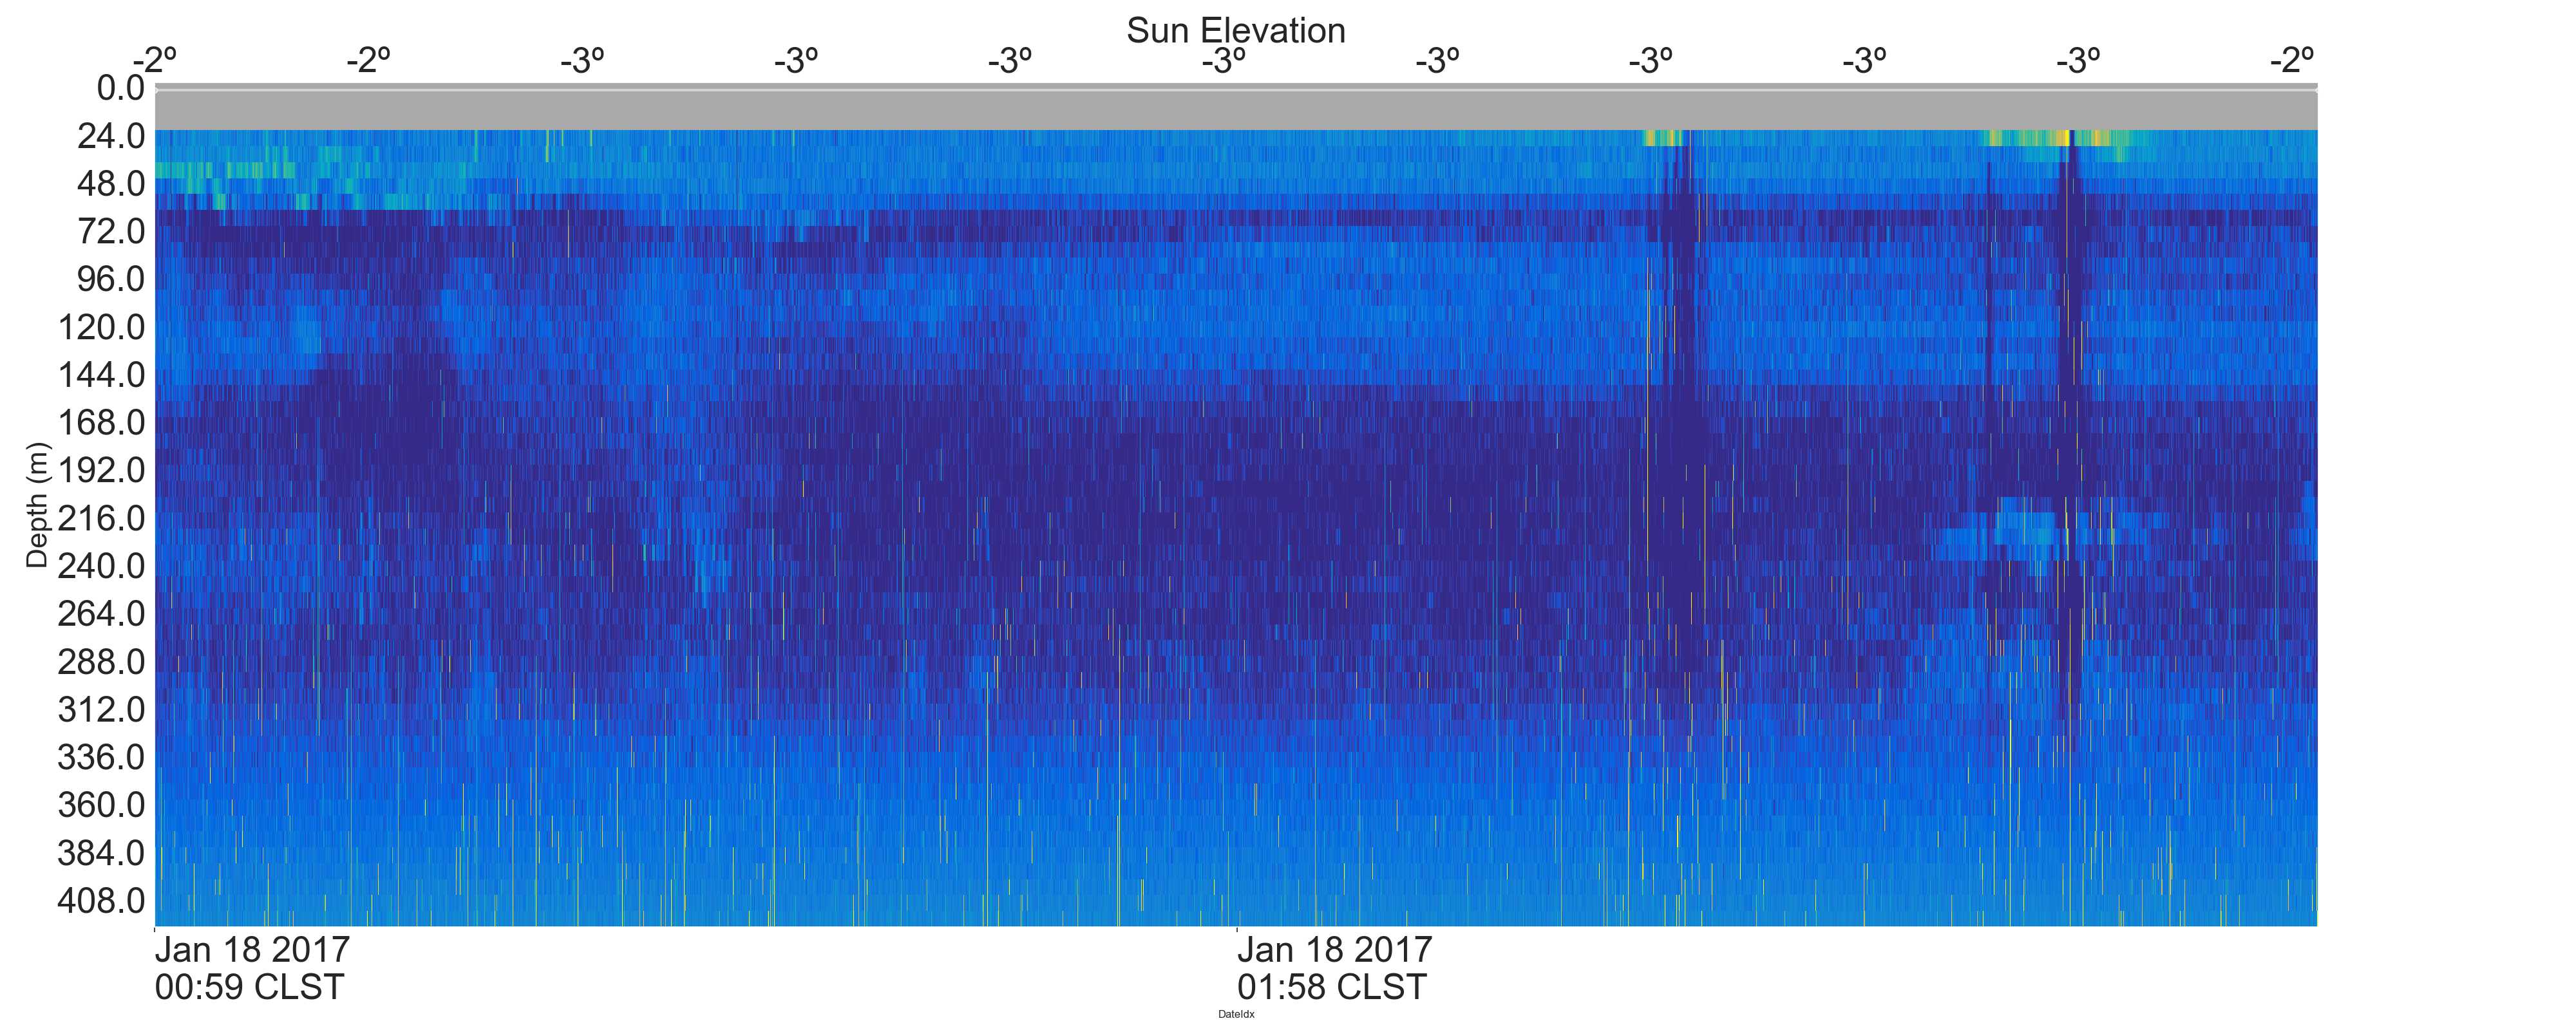 Sun Elevation
-2º -2º -3º -3º -3º -3º -3º -3º -3º -3º -2º
0.0
24.0
48.0
72.0
96.0
120.0
144.0
168.0
192.0
216.0
240.0
264.0
288.0
312.0
336.0
360.0
384.0
408.0
Depth (m)
Jan 18 2017
00:59 CLST
Jan 18 2017
01:58 CLST
DateIdx